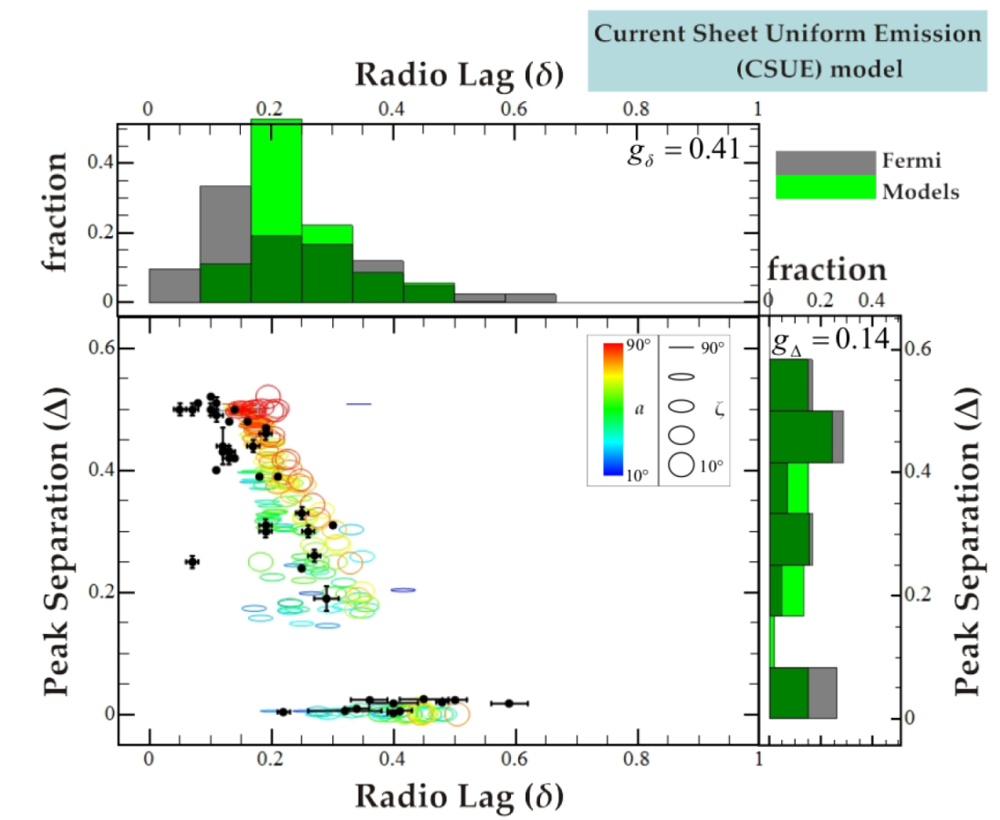 Current Sheet Uniform Emission
(CSUE) model
Radio Lag (δ)
0 0.2 0.4 0.6 0.8 1
g_δ = 0.41
fraction
0.4
0.2
0
Fermi
Models
fraction
0 0.2 0.4
g_Δ = 0.14
Peak Separation (Δ)
0.6
0.4
0.2
0
90°
a
10°
90°
ζ
10°
0.6
0.4
0.2
0
Peak Separation (Δ)
0 0.2 0.4 0.6 0.8 1
Radio Lag (δ)